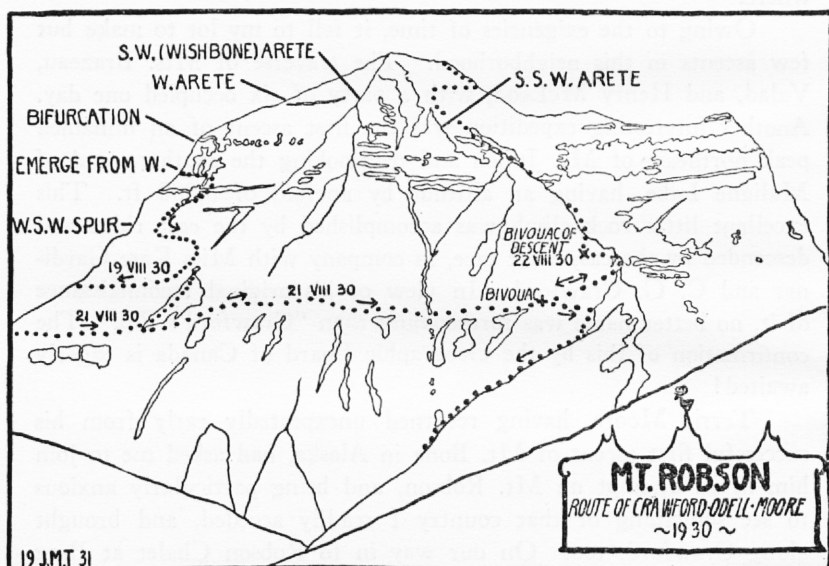 S.W. (WISHBONE) ARETE
W. ARETE
S.S.W. ARETE
BIFURCATION
EMERGE FROM W.
W.S.W. SPUR
BIVOUAC OF
DESCENT
22 VIII 30
19 VIII 30
21 VIII 30
21 VIII 30
BIVOUAC
MT. ROBSON
ROUTE OF CRAWFORD·ODELL·MOORE
~1930~
19 J.M.T 31